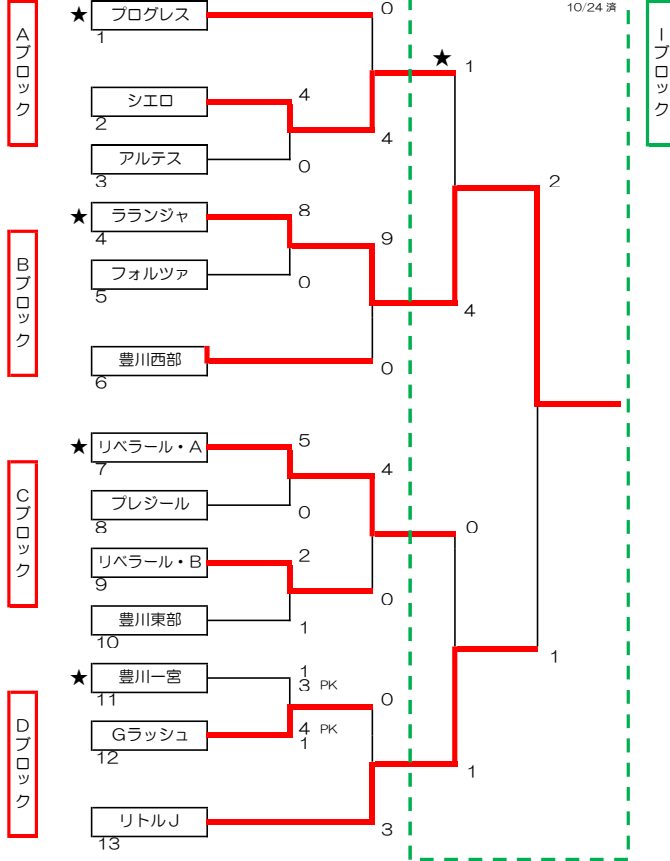 0
10/24 済
Aブロック
Iブロック
★ プログレス
1
★
1
シエロ
4
2
4
アルテス
0
3
2
★ ラランジャ
8
4
9
Bブロック
フォルツァ
0
5
4
豊川西部
0
6
★ リベラール・A
5
7
4
Cブロック
プレジール
0
8
0
リベラール・B
2
9
0
豊川東部
1
10
1
★ 豊川一宮
1
3 PK
11
0
Dブロック
Gラッシュ
4 PK
1
12
1
リトルJ
3
13